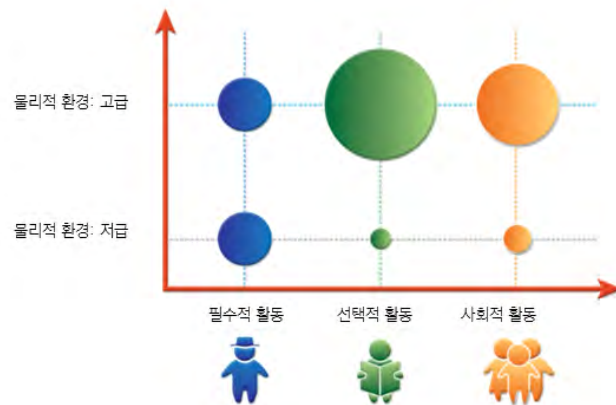 물리적 환경: 고급
물리적 환경: 저급
필수적 활동
선택적 활동
사회적 활동